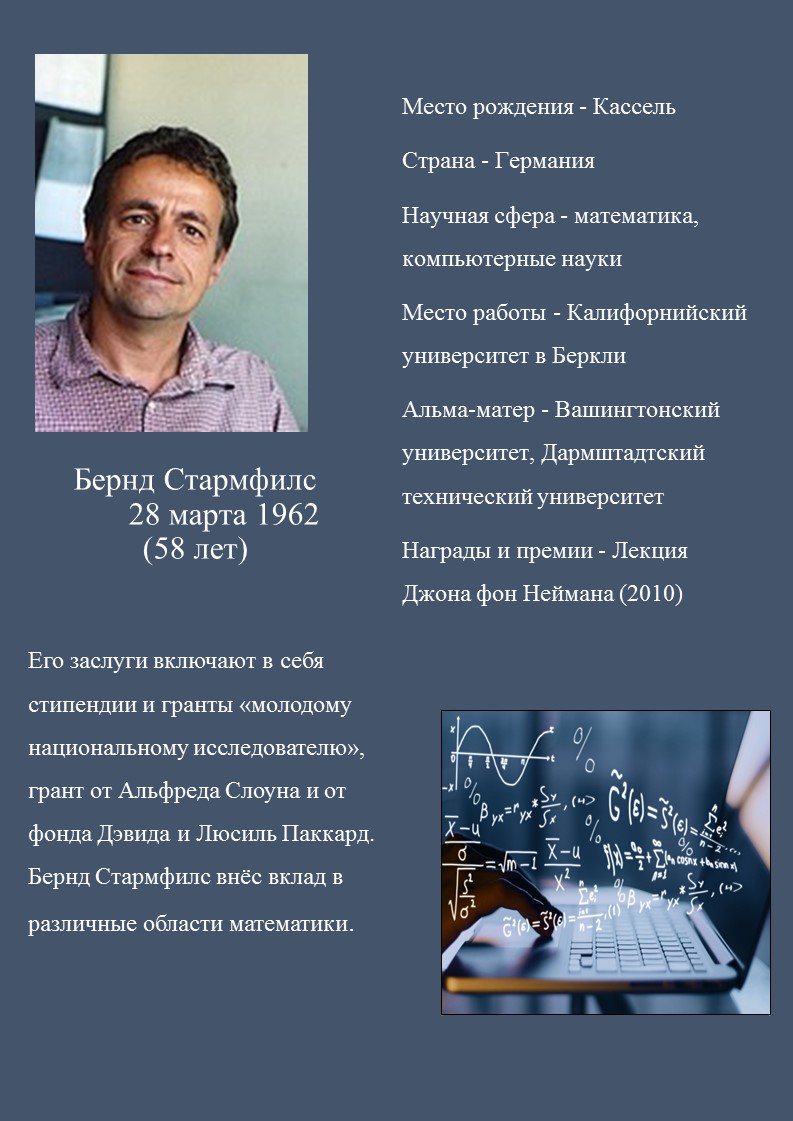 Бернд Стармфилс
28 марта 1962
(58 лет)
Место рождения - Кассель
Страна - Германия
Научная сфера - математика,
компьютерные науки
Место работы - Калифорнийский
университет в Беркли
Альма-матер - Вашингтонский
университет, Дармштадтский
технический университет
Награды и премии - Лекция
Джона фон Неймана (2010)
Его заслуги включают в себя
стипендии и гранты «молодому
национальному исследователю»,
грант от Альфреда Слоуна и от
фонда Дэвида и Люсиль Паккард.
Бернд Стармфилс внёс вклад в
различные области математики.